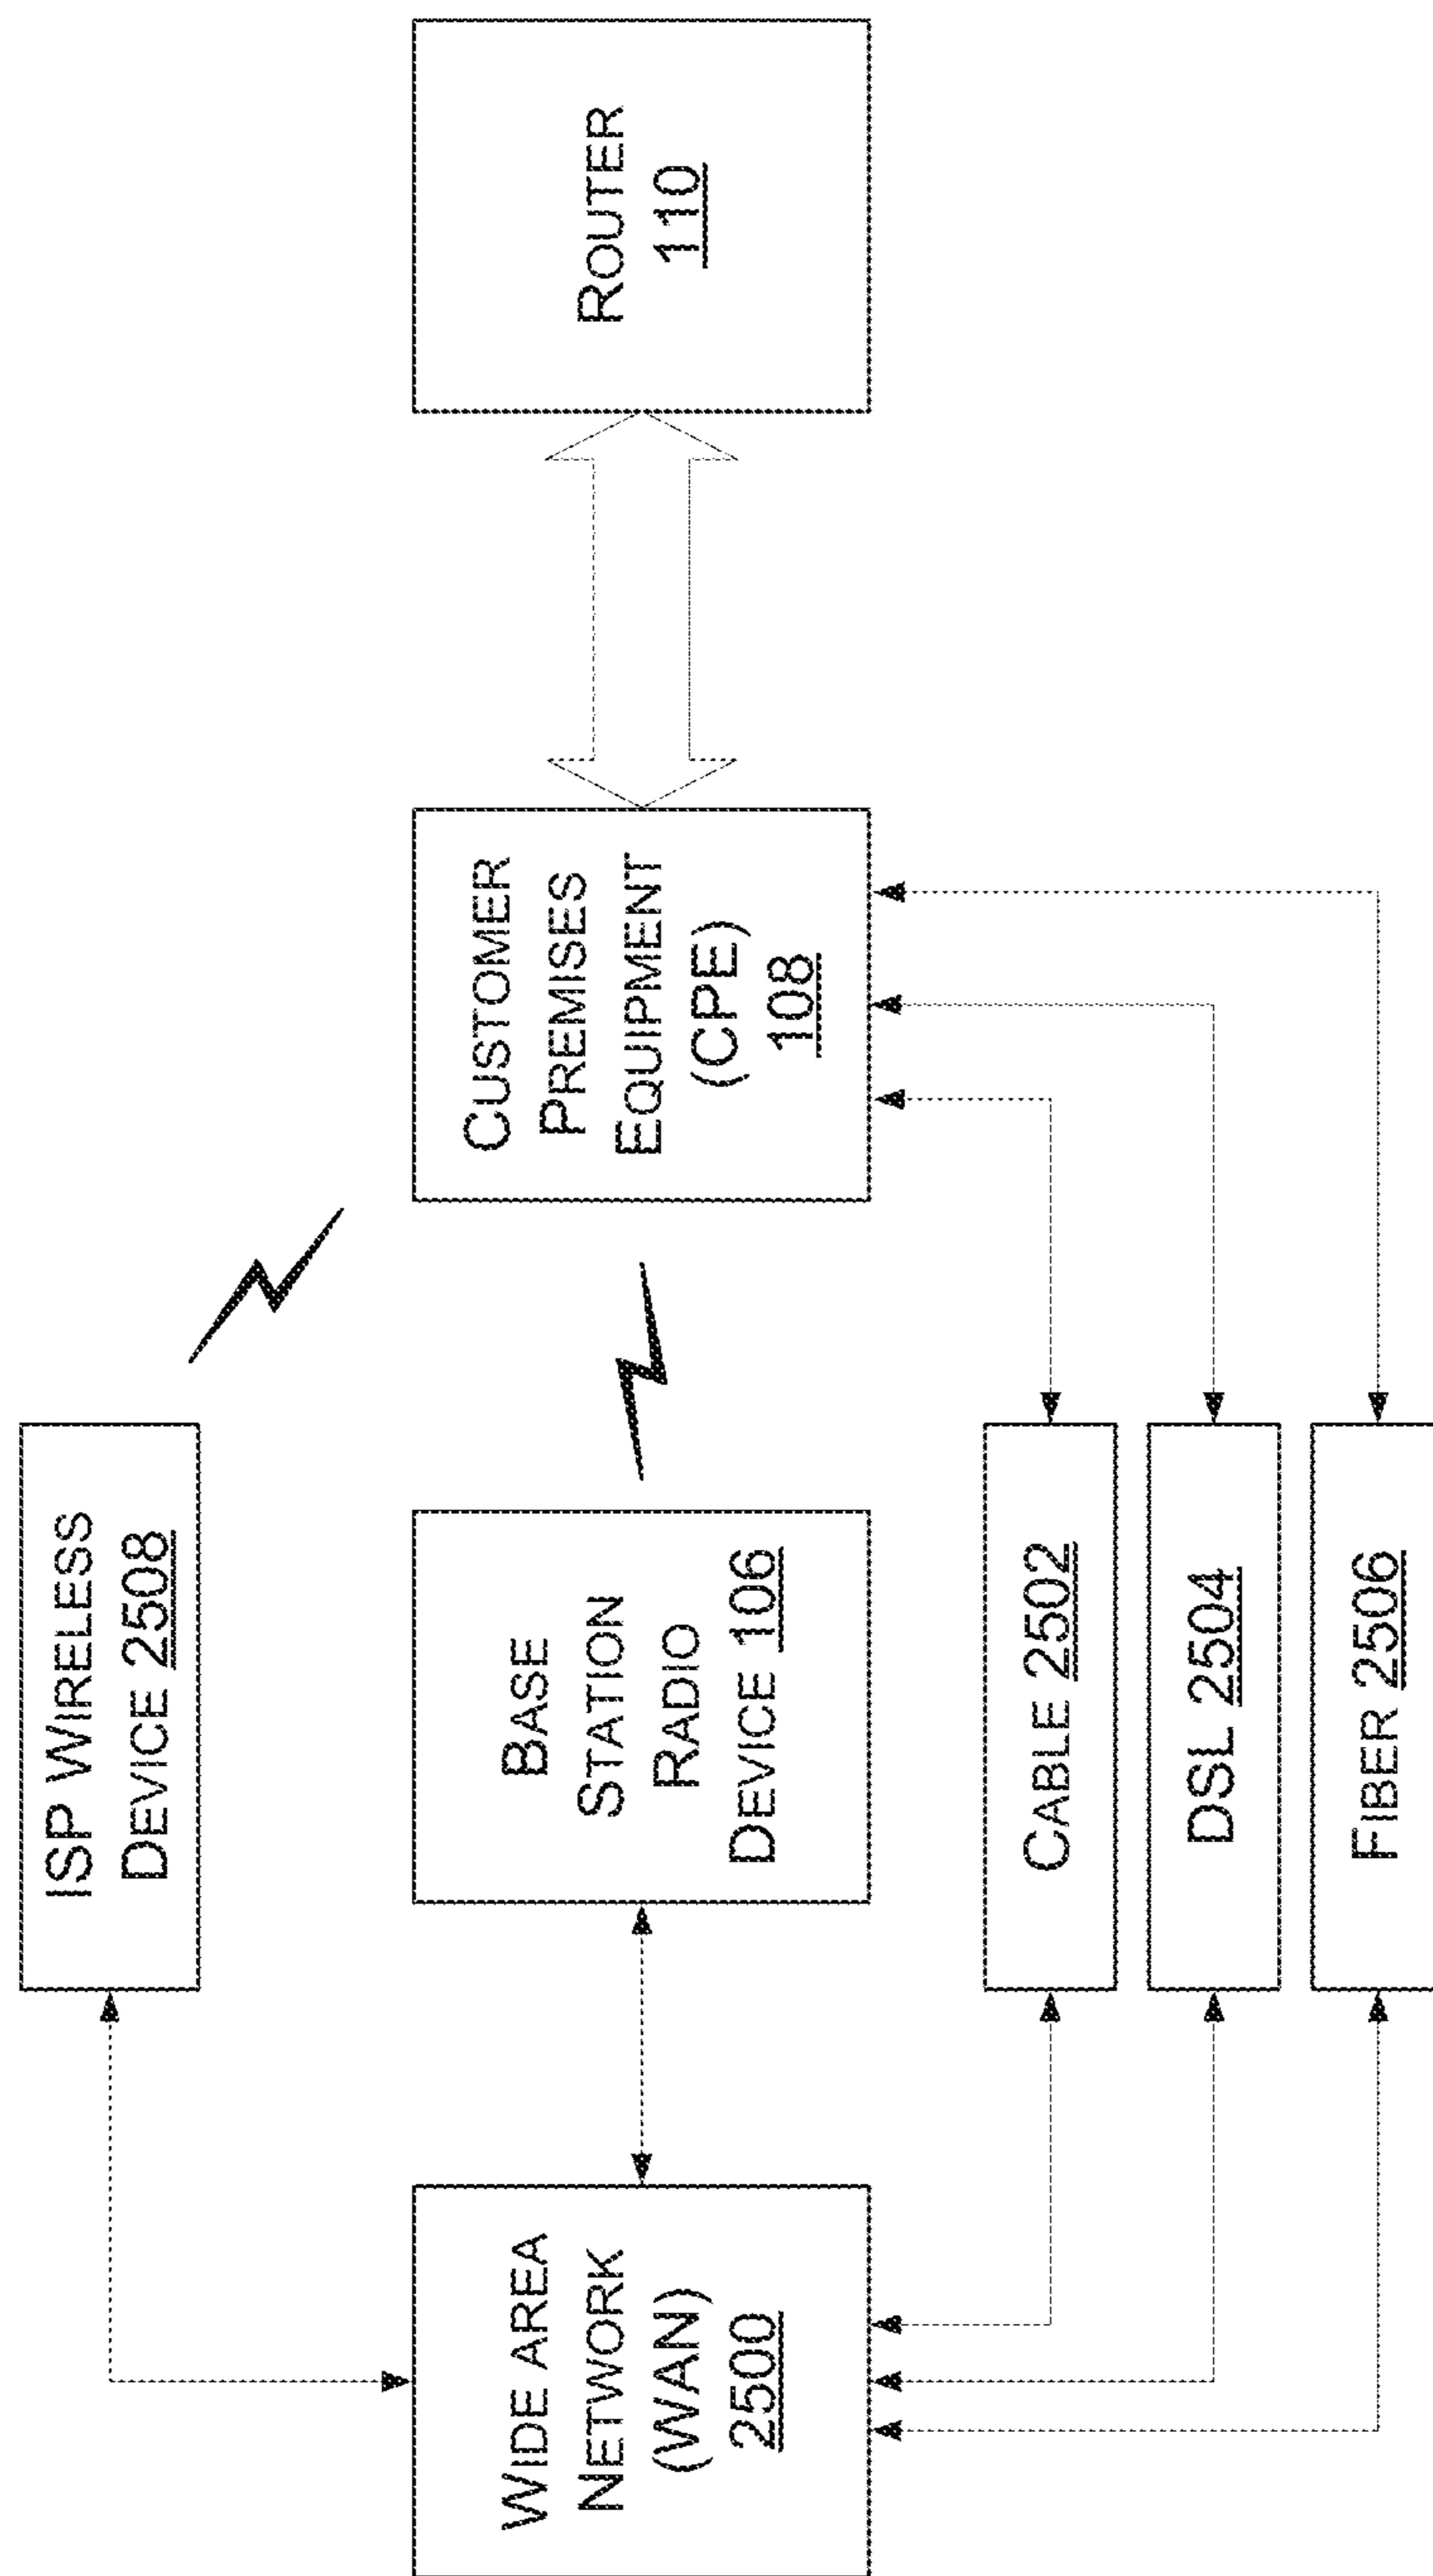 ISP WIRELESS
DEVICE 2508
WIDE AREA
NETWORK
(WAN)
2500
BASE
STATION
RADIO
DEVICE 106
CUSTOMER
PREMISES
EQUIPMENT
(CPE)
108
ROUTER
110
CABLE 2502
DSL 2504
FIBER 2506